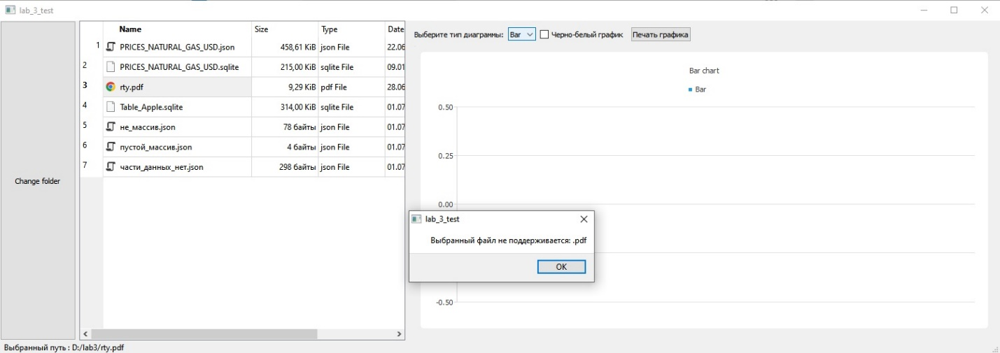 lab_3_test
Change folder
Name Size Type Date
1 PRICES_NATURAL_GAS_USD.json 458,61 KiB json File 22.06
2 PRICES_NATURAL_GAS_USD.sqlite 215,00 KiB sqlite File 09.01
3 rty.pdf 9,29 KiB pdf File 28.06
4 Table_Apple.sqlite 314,00 KiB sqlite File 01.07
5 не_массив.json 78 байты json File 01.07
6 пустой_массив.json 4 байты json File 01.07
7 части_данных_нет.json 298 байты json File 01.07
Выберите тип диаграммы: Bar Черно-белый график Печать графика
Bar chart
Bar
0.50
0.25
0.00
-0.50
lab_3_test
Выбранный файл не поддерживается: .pdf
OK
Выбранный путь : D:/lab3/rty.pdf